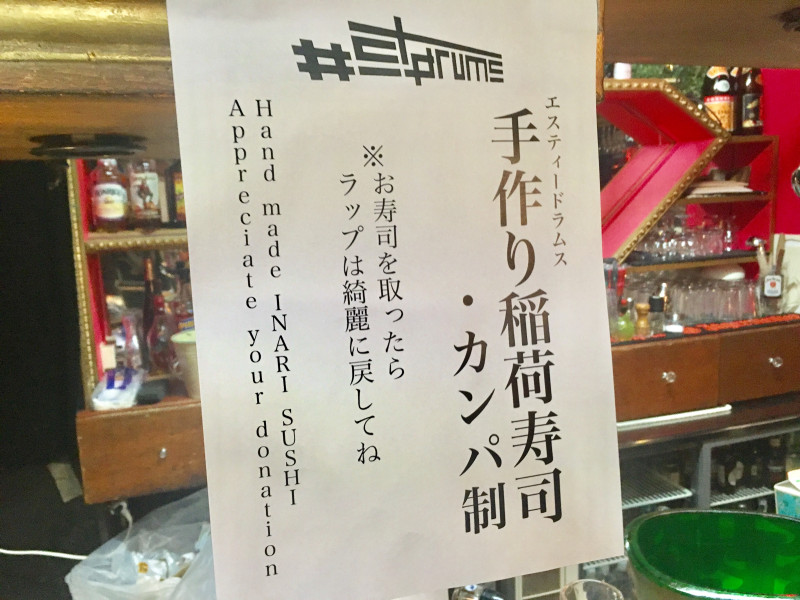 #stdrums
エスティードラムス
手作り稲荷寿司
・カンパ制
※お寿司を取ったら
ラップは綺麗に戻してね
Hand made INARI SUSHI
Appreciate your donation